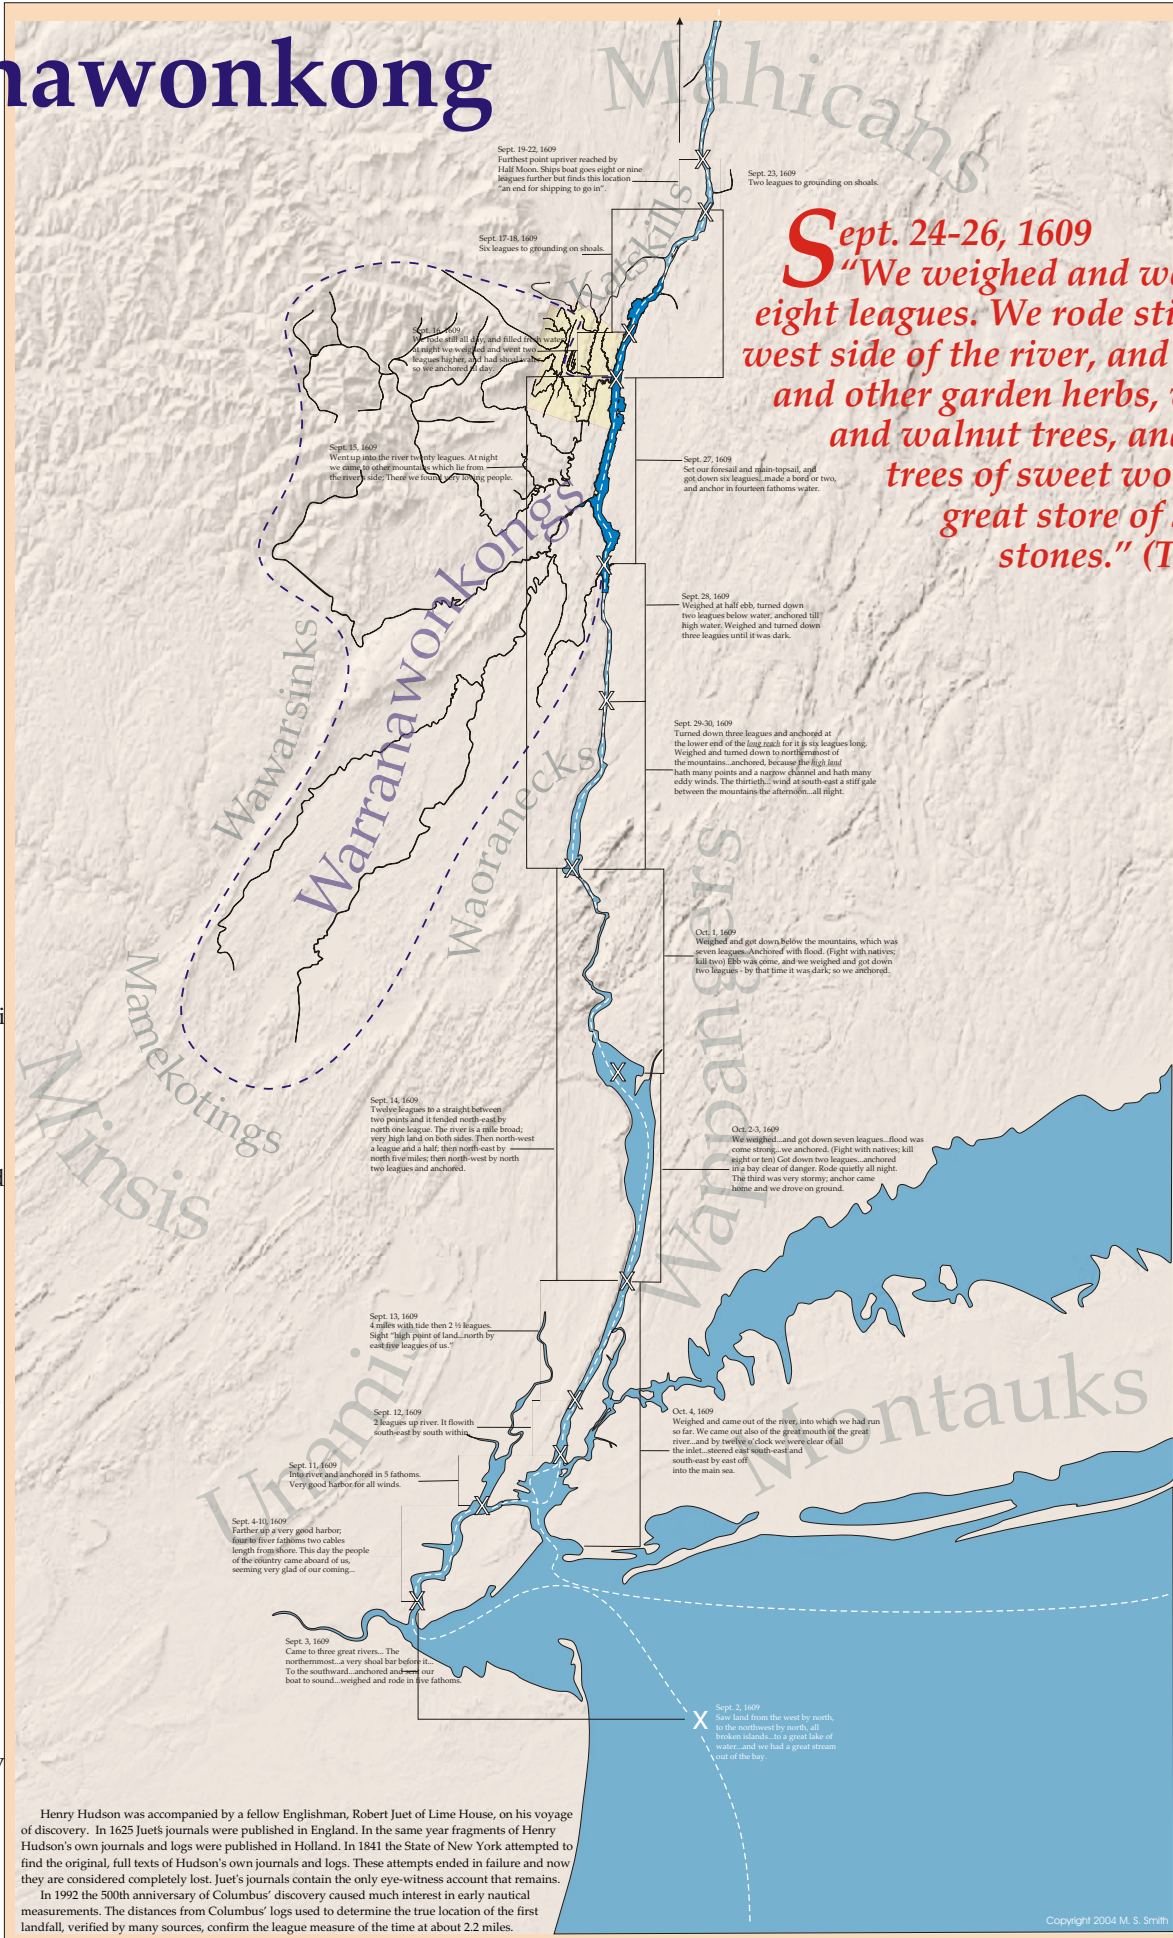 nawonkong
Mahicans
Sept. 19-22, 1609
Furthest point upriver reached by
Half Moon. Ships boat goes eight or nine
leagues further but finds this location
“an end for shipping to go in”.
Sept. 23, 1609
Two leagues to grounding on shoals.
Katskills
Sept. 17-18, 1609
Six leagues to grounding on shoals.
Sept. 24-26, 1609
“We weighed and we
eight leagues. We rode sti
west side of the river, and
and other garden herbs,
and walnut trees, and
trees of sweet wo
great store of
stones.” (T
Sept. 16, 1609
We rode still all day, and filled fresh water
at night we weighed and went two
leagues higher, and had shoal water
so we anchored til day.
Sept. 15, 1609
Went up into the river twenty leagues. At night
we came to other mountains which lie from
the river's side; There we found very loving people.
Sept. 27, 1609
Set our foresail and main-topsail, and
got down six leagues...made a bord or two,
and anchor in fourteen fathoms water.
Warranawonkongs
Sept. 28, 1609
Weighed at half ebb, turned down
two leagues below water, anchored till
high water. Weighed and turned down
three leagues until it was dark.
Wawarsinks
Waoranecks
Sept. 29-30, 1609
Turned down three leagues and anchored at
the lower end of the long reach for it is six leagues long.
Weighed and turned down to northernmost of
the mountains...anchored, because the high land
hath many points and a narrow channel and hath many
eddy winds. The thirtieth... wind at south-east a stiff gale
between the mountains the afternoon...all night.
Wappaugers
Oct. 1, 1609
Weighed and got down below the mountains, which was
seven leagues. Anchored with flood. (Fight with natives;
kill two) Ebb was come, and we weighed and got down
two leagues - by that time it was dark; so we anchored.
Mamekotings
Minsis
i
d
y
Sept. 14, 1609
Twelve leagues to a straight between
two points and it tended north-east by
north one league. The river is a mile broad;
very high land on both sides. Then north-west
a league and a half; then north-east by
north five miles; then north-west by north
two leagues and anchored.
Oct. 2-3, 1609
We weighed...and got down seven leagues...flood was
come strong...we anchored. (Fight with natives; kill
eight or ten) Got down two leagues...anchored
in a bay clear of danger. Rode quietly all night.
The third was very stormy; anchor came
home and we drove on ground.
Sept. 13, 1609
4 miles with tide then 2 ½ leagues.
Sight “high point of land...north by
east five leagues of us.”
Unamis
Montauks
Sept. 12, 1609
2 leagues up river. It flowith
south-east by south within.
Oct. 4, 1609
Weighed and came out of the river, into which we had run
so far. We came out also of the great mouth of the great
river...and by twelve o'clock we were clear of all
the inlet...steered east south-east and
south-east by east off
into the main sea.
Sept. 11, 1609
Into river and anchored in 5 fathoms.
Very good harbor for all winds.
Sept. 4-10, 1609
Farther up a very good harbor;
four to fiver fathoms two cables
length from shore. This day the people
of the country came aboard of us,
seeming very glad of our coming...
Sept. 3, 1609
Came to three great rivers... The
northernmost...a very shoal bar before it...
To the southward...anchored and sent our
boat to sound...weighed and rode in five fathoms.
X Sept. 2, 1609
Saw land from the west by north,
to the northwest by north, all
broken islands...to a great lake of
water...and we had a great stream
out of the bay.
Henry Hudson was accompanied by a fellow Englishman, Robert Juet of Lime House, on his voyage
of discovery. In 1625 Juets journals were published in England. In the same year fragments of Henry
Hudson's own journals and logs were published in Holland. In 1841 the State of New York attempted to
find the original, full texts of Hudson's own journals and logs. These attempts ended in failure and now
they are considered completely lost. Juet's journals contain the only eye-witness account that remains.
In 1992 the 500th anniversary of Columbus' discovery caused much interest in early nautical
measurements. The distances from Columbus' logs used to determine the true location of the first
landfall, verified by many sources, confirm the league measure of the time at about 2.2 miles.
Copyright 2004 M. S. Smith